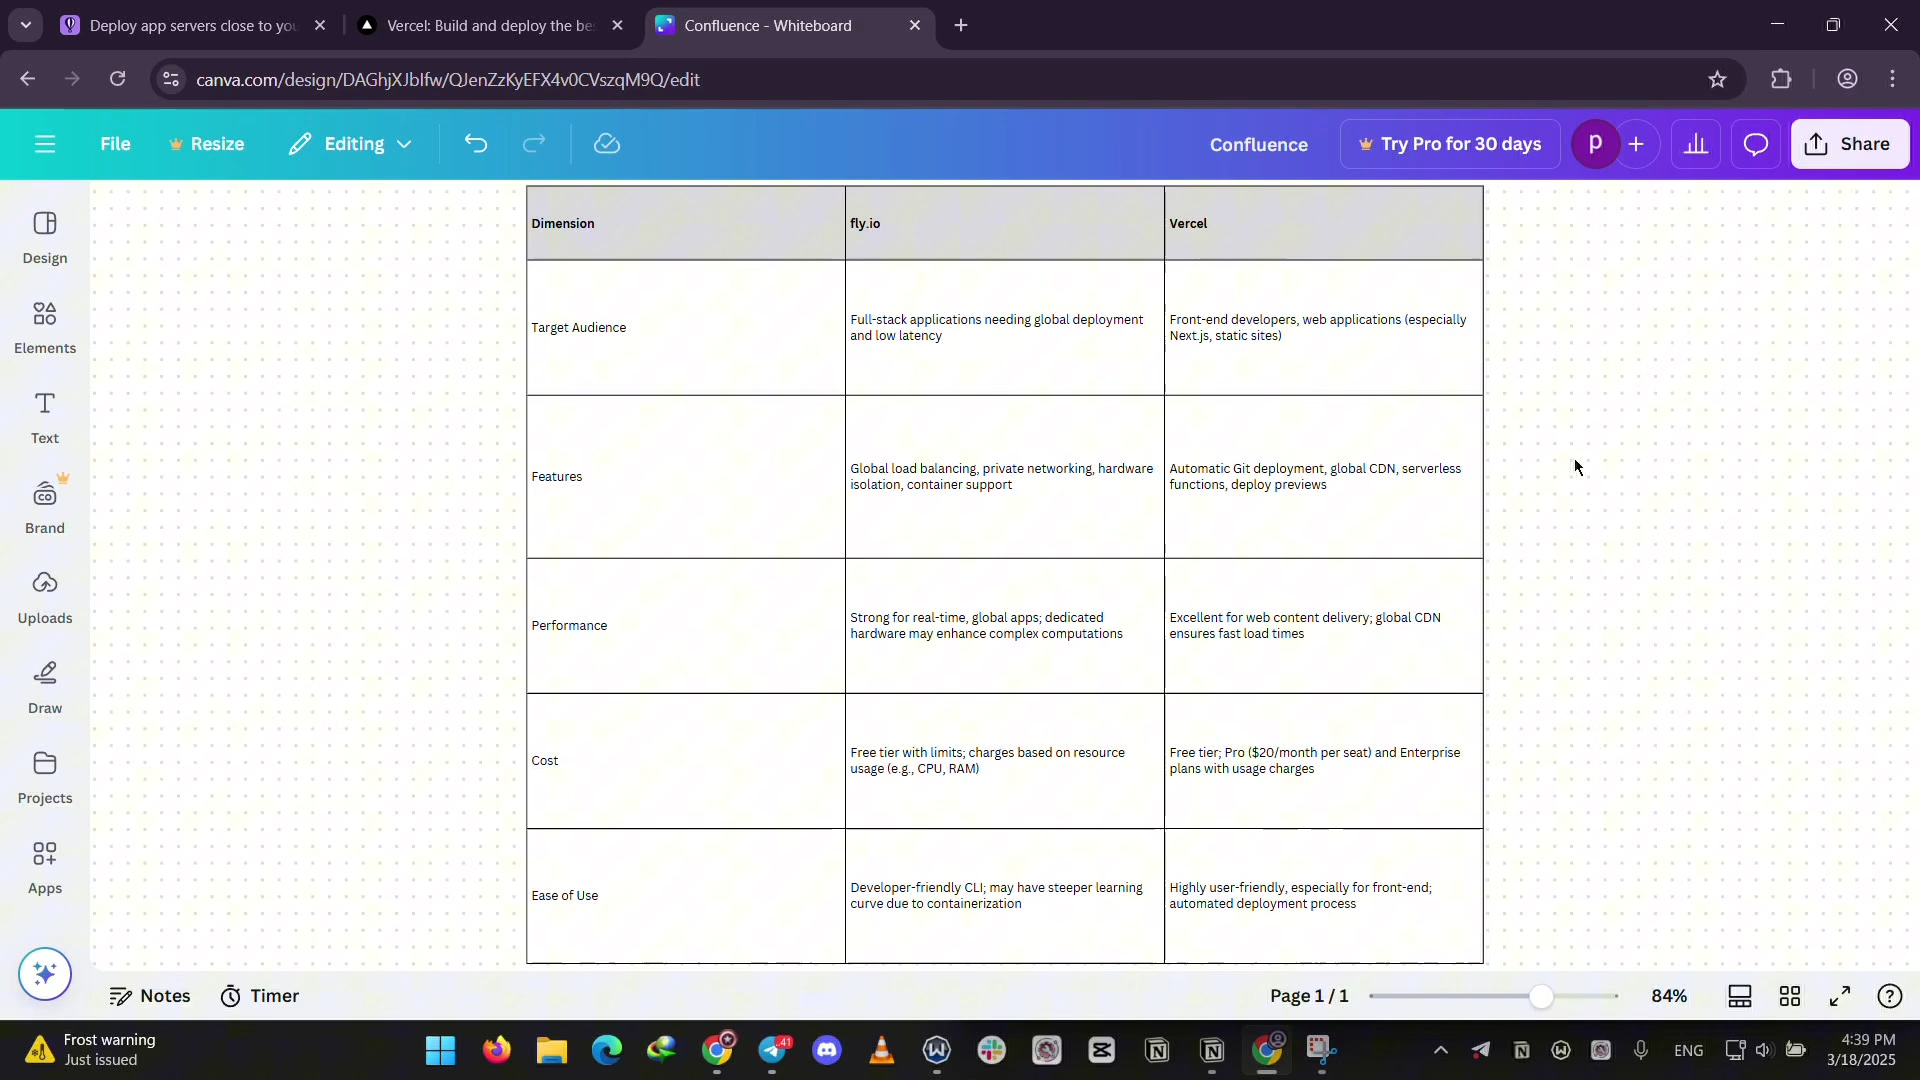 Deploy app servers close to you
Vercel: Build and deploy the be
Confluence - Whiteboard
canva.com/design/DAGhjXJblfw/QJenZzKyEFX4v0CVszqM9Q/edit
File
Resize
Editing
Confluence
Try Pro for 30 days
p
Share
Design
Elements
Text
CO
Brand
Uploads
Draw
Projects
Apps
Dimension
fly.io
Vercel
Target Audience
Full-stack applications needing global deployment
and low latency
Front-end developers, web applications (especially
Next.js, static sites)
Features
Global load balancing, private networking, hardware
isolation, container support
Automatic Git deployment, global CDN, serverless
functions, deploy previews
Performance
Strong for real-time, global apps; dedicated
hardware may enhance complex computations
Excellent for web content delivery; global CDN
ensures fast load times
Cost
Free tier with limits; charges based on resource
usage (e.g., CPU, RAM)
Free tier; Pro ($20/month per seat) and Enterprise
plans with usage charges
Ease of Use
Developer-friendly CLI; may have steeper learning
curve due to containerization
Highly user-friendly, especially for front-end;
automated deployment process
Notes
Timer
Page 1 / 1
84%
Frost warning
Just issued
41
ENG
4:39 PM
3/18/2025